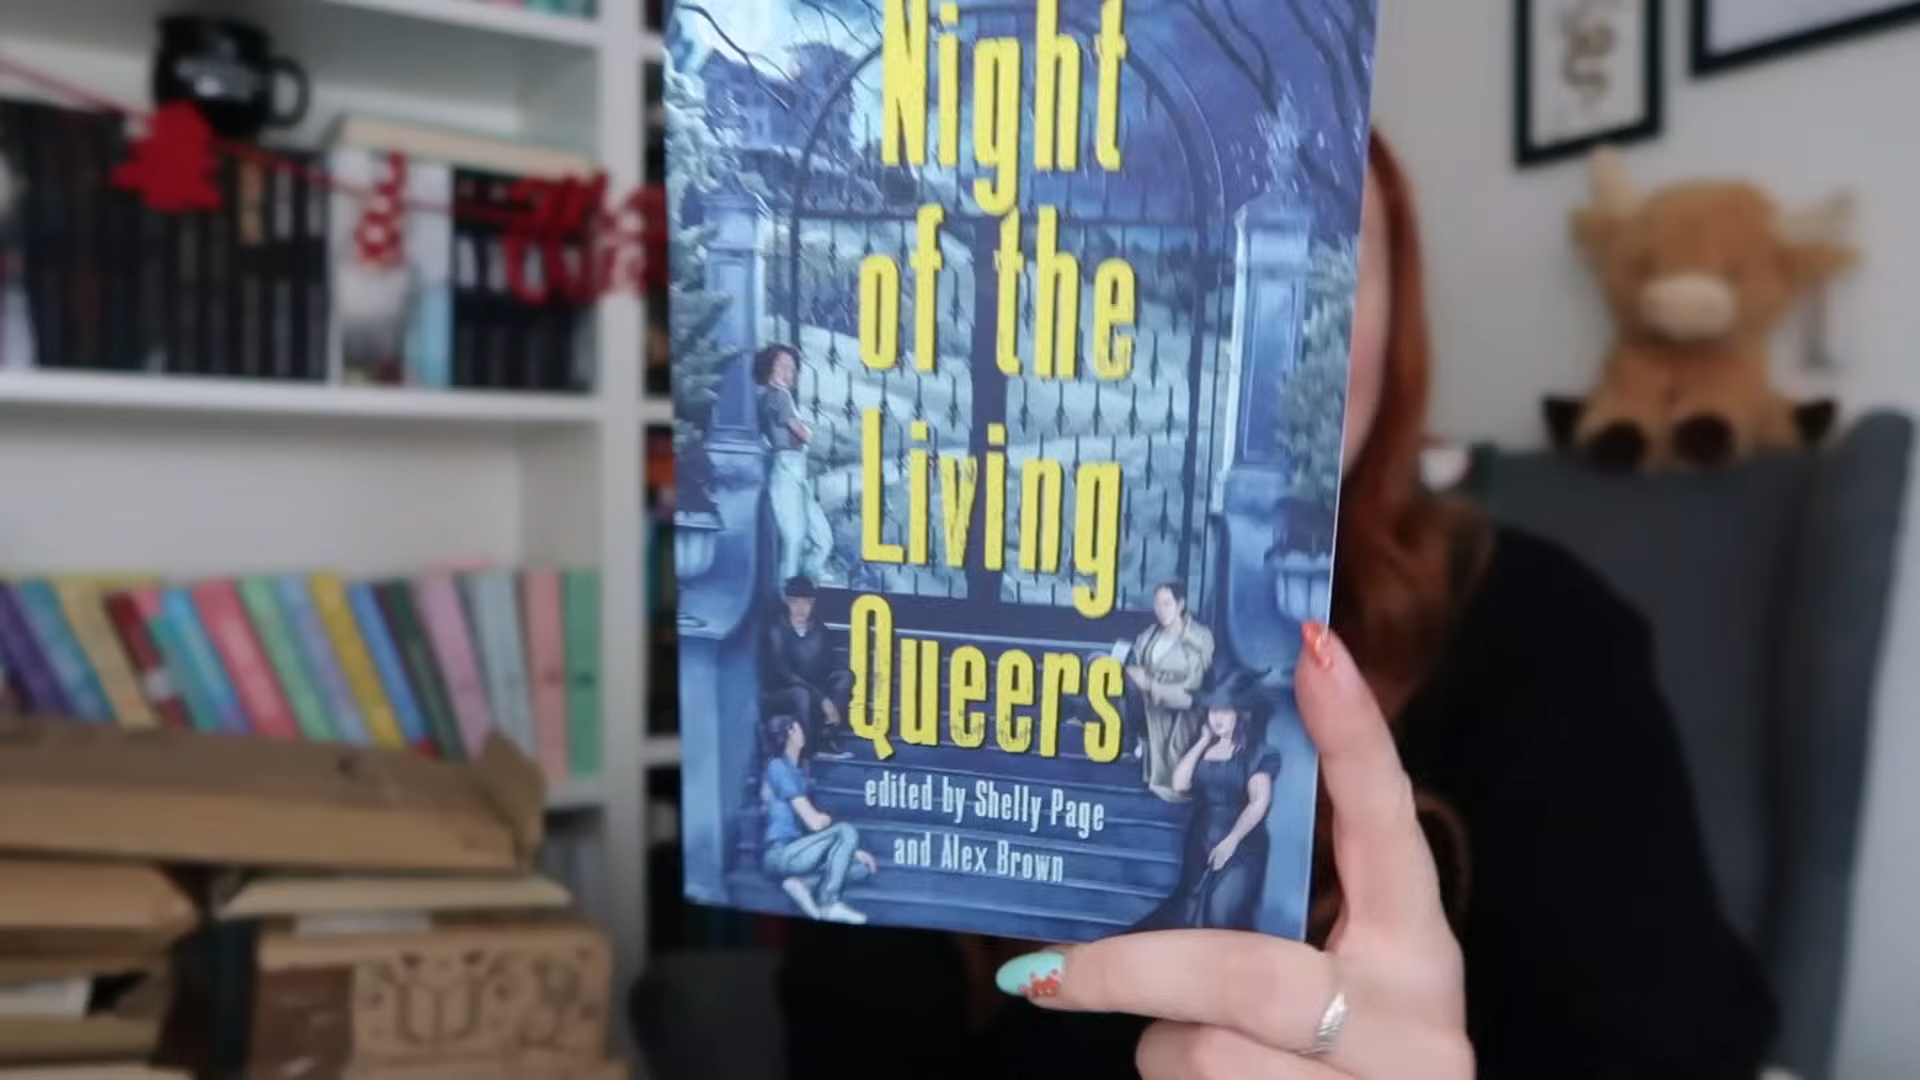 Night
of the
Living
Queers
edited by Shelly Page
and Alex Brown